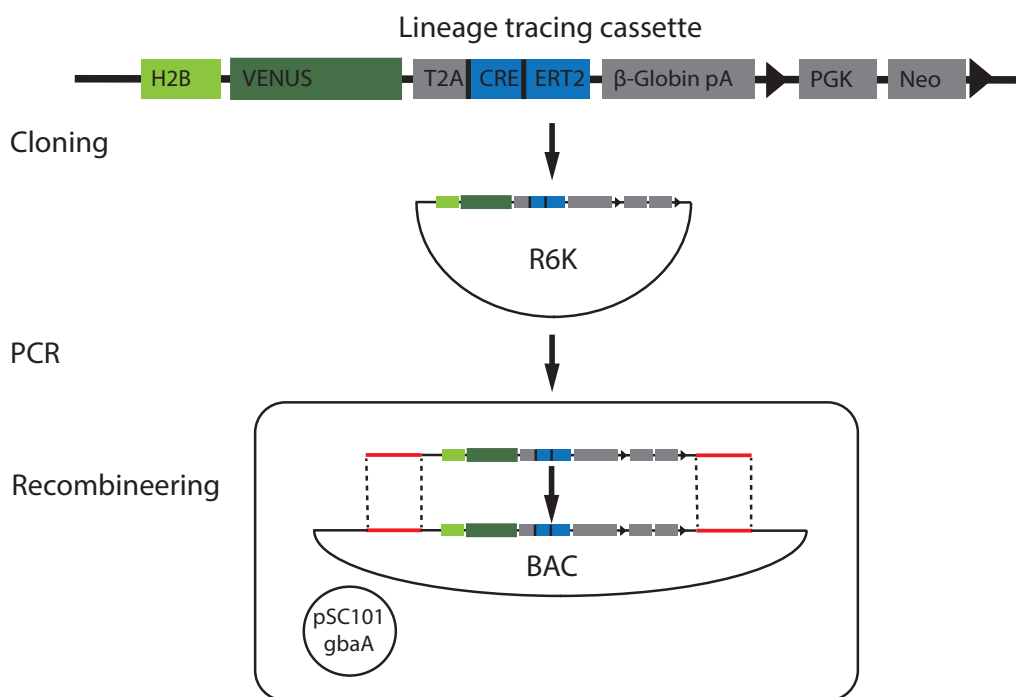 Lineage tracing cassette
H2B VENUS T2A CRE ERT2 β-Globin pA PGK Neo
Cloning
R6K
PCR
Recombineering
BAC
pSC101
gbaA